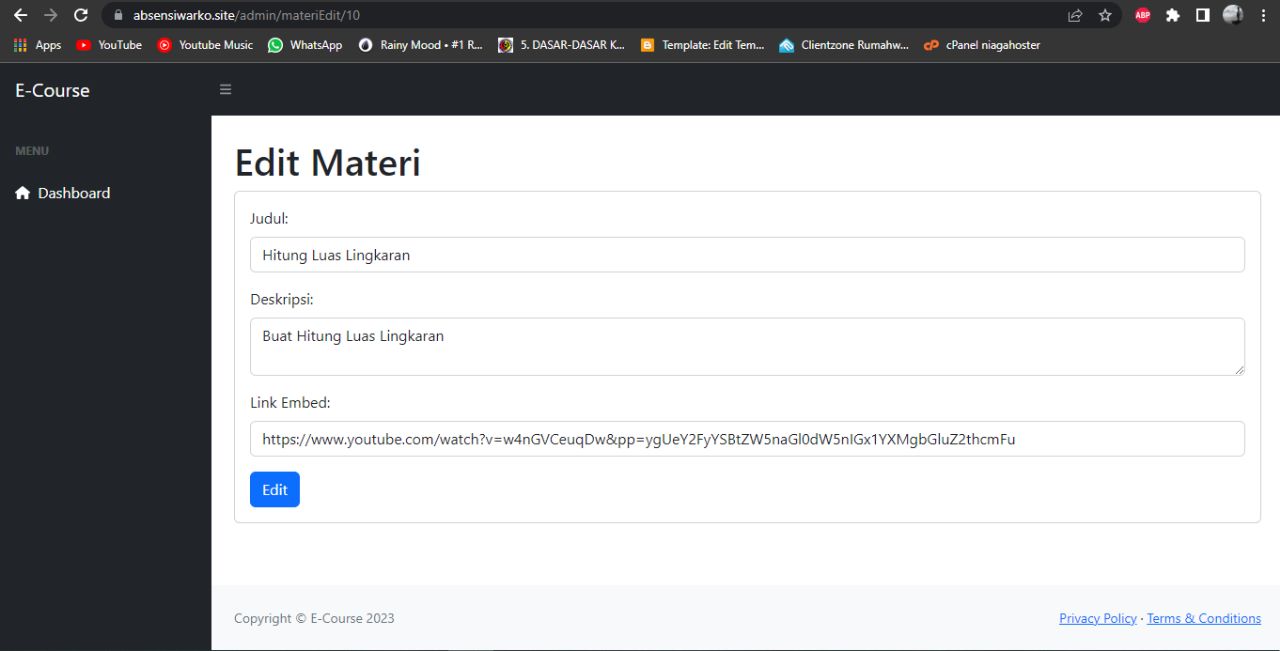 absensiwarko.site/admin/materiEdit/10
ABP
Apps YouTube Youtube Music WhatsApp Rainy Mood • #1 R... 5. DASAR-DASAR K... Template: Edit Tem... Clientzone Rumahw... cP cPanel niagahoster
E-Course
MENU
Dashboard
Edit Materi
Judul:
Hitung Luas Lingkaran
Deskripsi:
Buat Hitung Luas Lingkaran
Link Embed:
https://www.youtube.com/watch?v=w4nGVCeuqDw&pp=ygUeY2FyYSBtZW5naGl0dW5nIGx1YXMgbGluZ2thcmFu
Edit
Copyright © E-Course 2023 Privacy Policy · Terms & Conditions